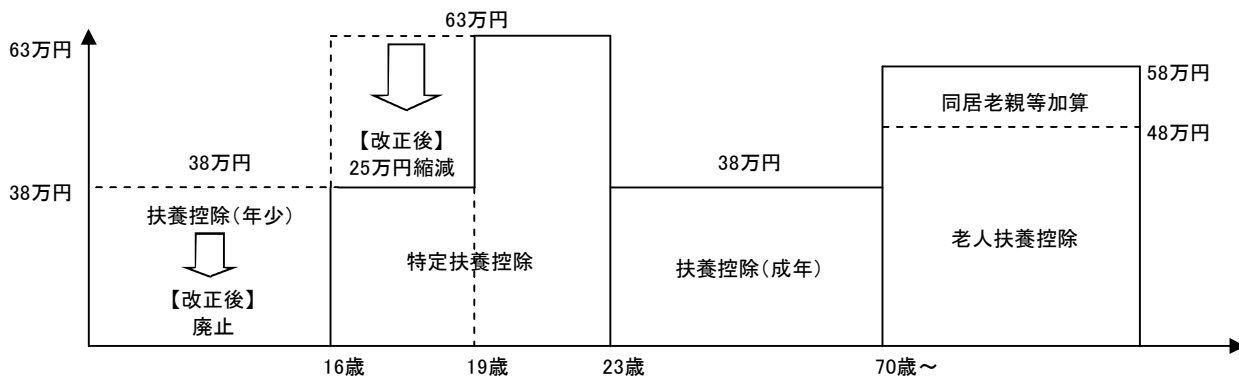 63万円
63万円
58万円
同居老親等加算
48万円
【改正後】
25万円縮減
38万円
38万円
38万円
扶養控除（年少）
老人扶養控除
特定扶養控除
扶養控除（成年）
【改正後】
廃止
16歳
19歳
23歳
70歳～